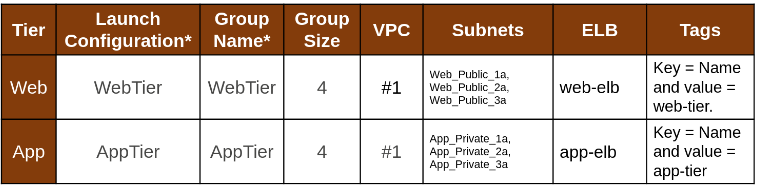 Tier Launch Configuration* Group Name* Group Size VPC Subnets ELB Tags
Web WebTier WebTier 4 #1 Web_Public_1a, Web_Public_2a, Web_Public_3a web-elb Key = Name and value = web-tier.
App AppTier AppTier 4 #1 App_Private_1a, App_Private_2a, App_Private_3a app-elb Key = Name and value = app-tier